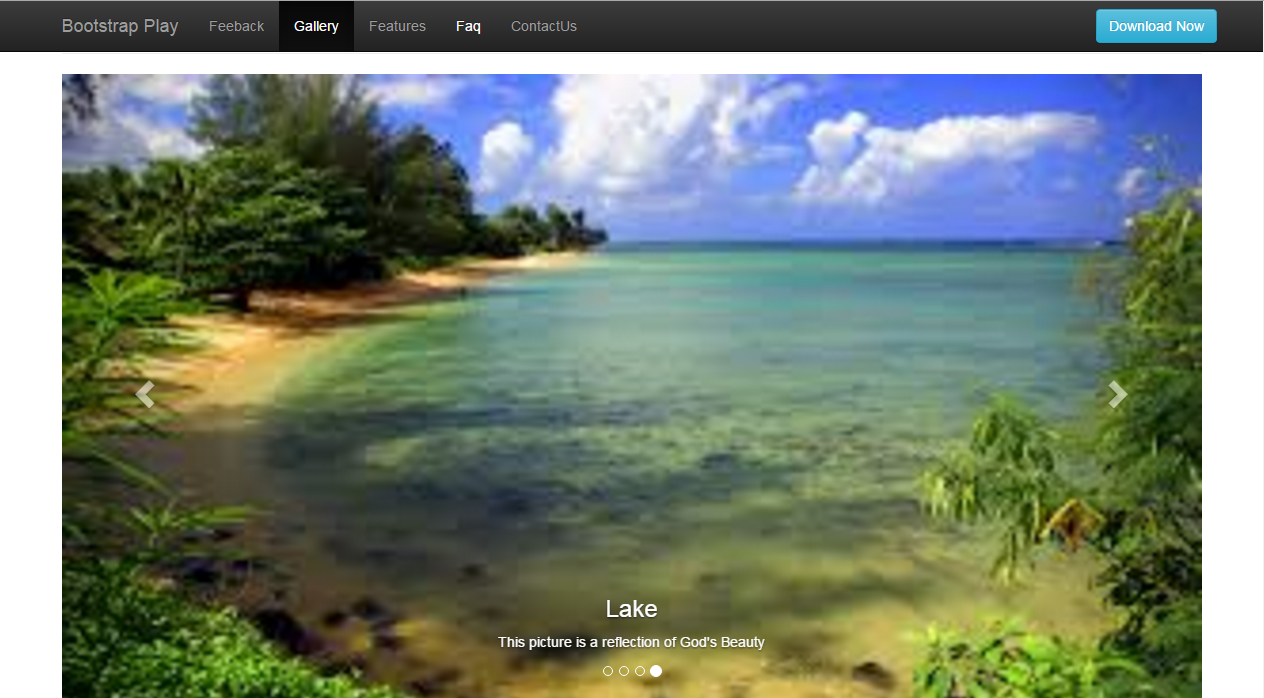 Bootstrap Play Feeback Gallery Features Faq ContactUs Download Now
Lake
This picture is a reflection of God's Beauty